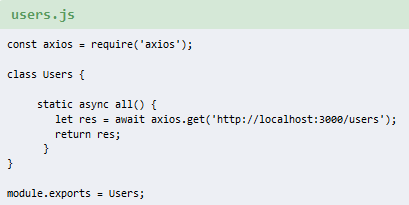 users.js
const axios = require('axios');
class Users {
static async all() {
let res = await axios.get('http://localhost:3000/users');
return res;
}
}
module.exports = Users;